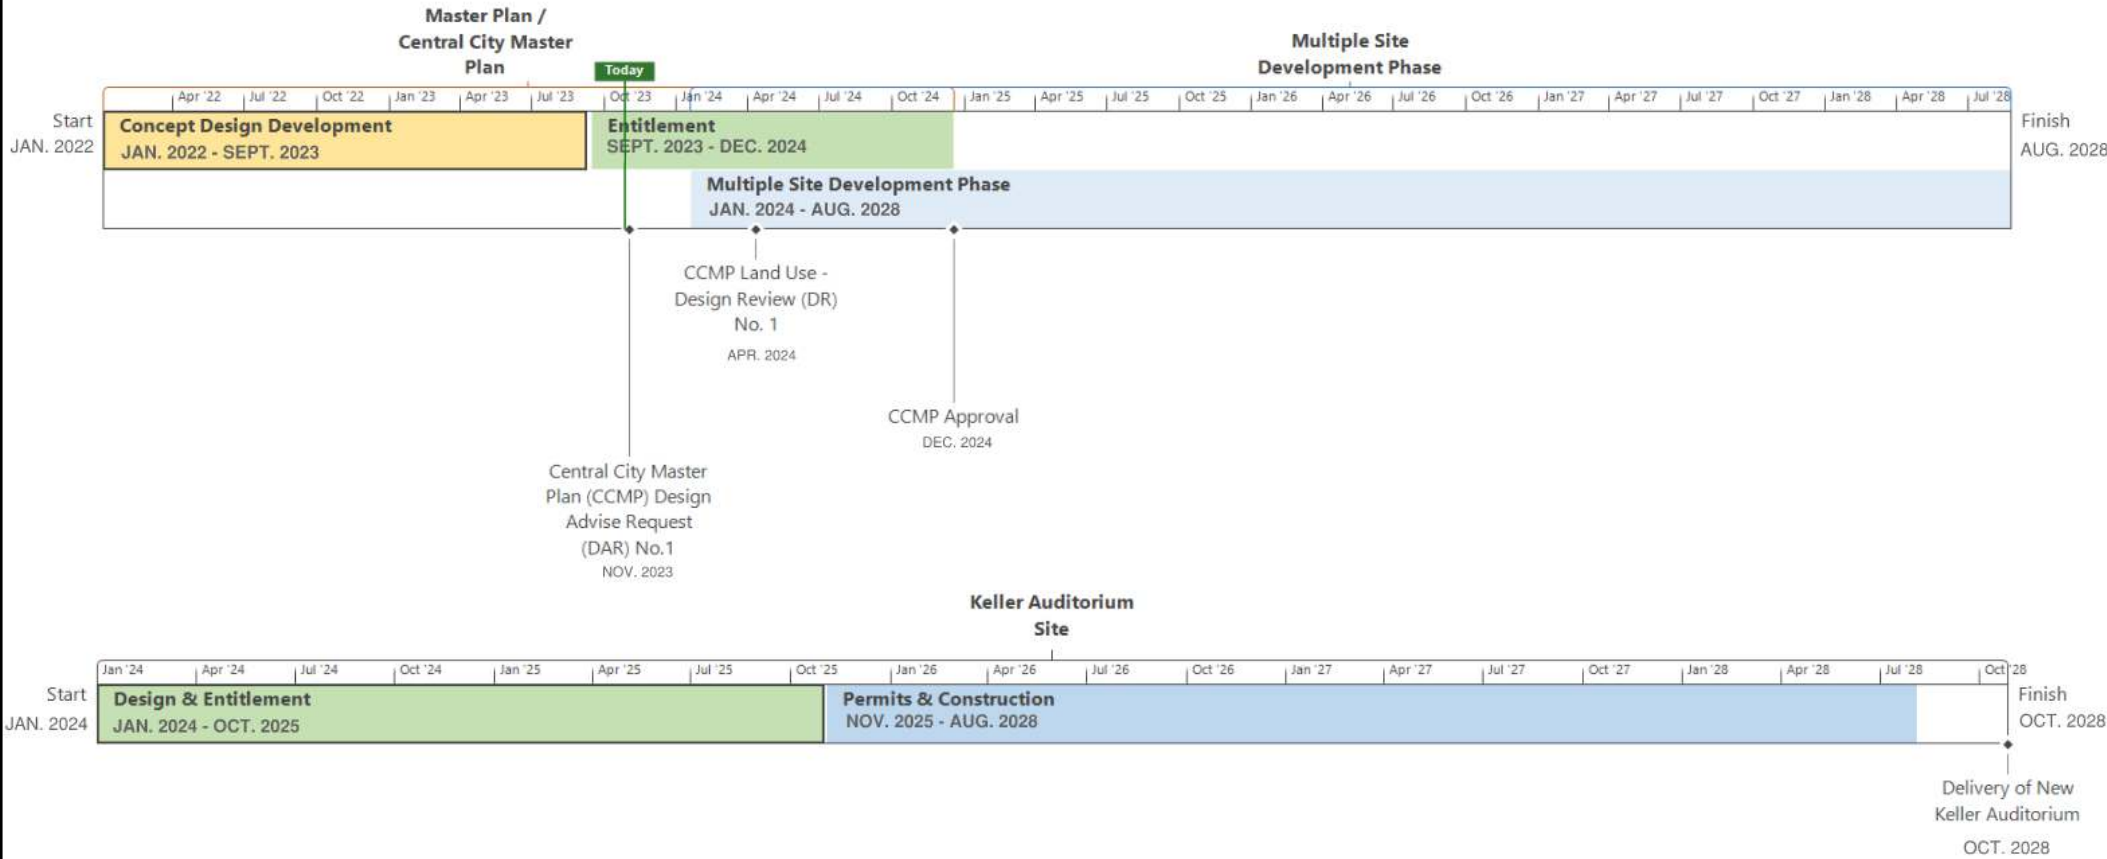 Master Plan /
Central City Master
Plan
Multiple Site
Development Phase
Today
Apr '22 Jul '22 Oct '22 Jan '23 Apr '23 Jul '23 Oct '23 Jan '24 Apr '24 Jul '24 Oct '24 Jan '25 Apr '25 Jul '25 Oct '25 Jan '26 Apr '26 Jul '26 Oct '26 Jan '27 Apr '27 Jul '27 Oct '27 Jan '28 Apr '28 Jul '28
Start
JAN. 2022
Concept Design Development
JAN. 2022 - SEPT. 2023
Entitlement
SEPT. 2023 - DEC. 2024
Finish
AUG. 2028
Multiple Site Development Phase
JAN. 2024 - AUG. 2028
CCMP Land Use -
Design Review (DR)
No. 1
APR. 2024
CCMP Approval
DEC. 2024
Central City Master
Plan (CCMP) Design
Advise Request
(DAR) No.1
NOV. 2023
Keller Auditorium
Site
Jan '24 Apr '24 Jul '24 Oct '24 Jan '25 Apr '25 Jul '25 Oct '25 Jan '26 Apr '26 Jul '26 Oct '26 Jan '27 Apr '27 Jul '27 Oct '27 Jan '28 Apr '28 Jul '28 Oct '28
Start
JAN. 2024
Design & Entitlement
JAN. 2024 - OCT. 2025
Permits & Construction
NOV. 2025 - AUG. 2028
Finish
OCT. 2028
Delivery of New
Keller Auditorium
OCT. 2028